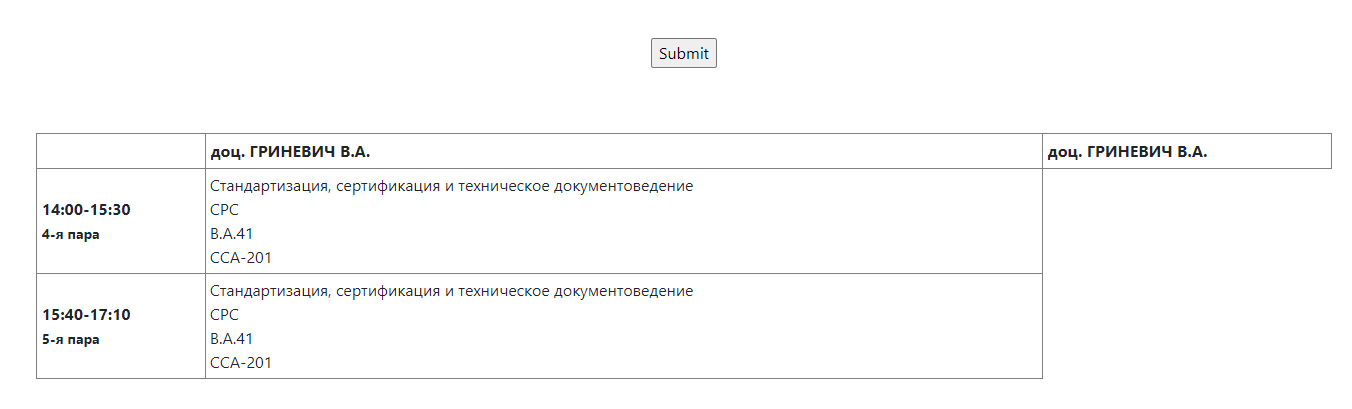 Submit
доц. ГРИНЕВИЧ В.А.
доц. ГРИНЕВИЧ В.А.
14:00-15:30
4-я пара
Стандартизация, сертификация и техническое документоведение
СРС
В.А.41
ССА-201
15:40-17:10
5-я пара
Стандартизация, сертификация и техническое документоведение
СРС
В.А.41
ССА-201